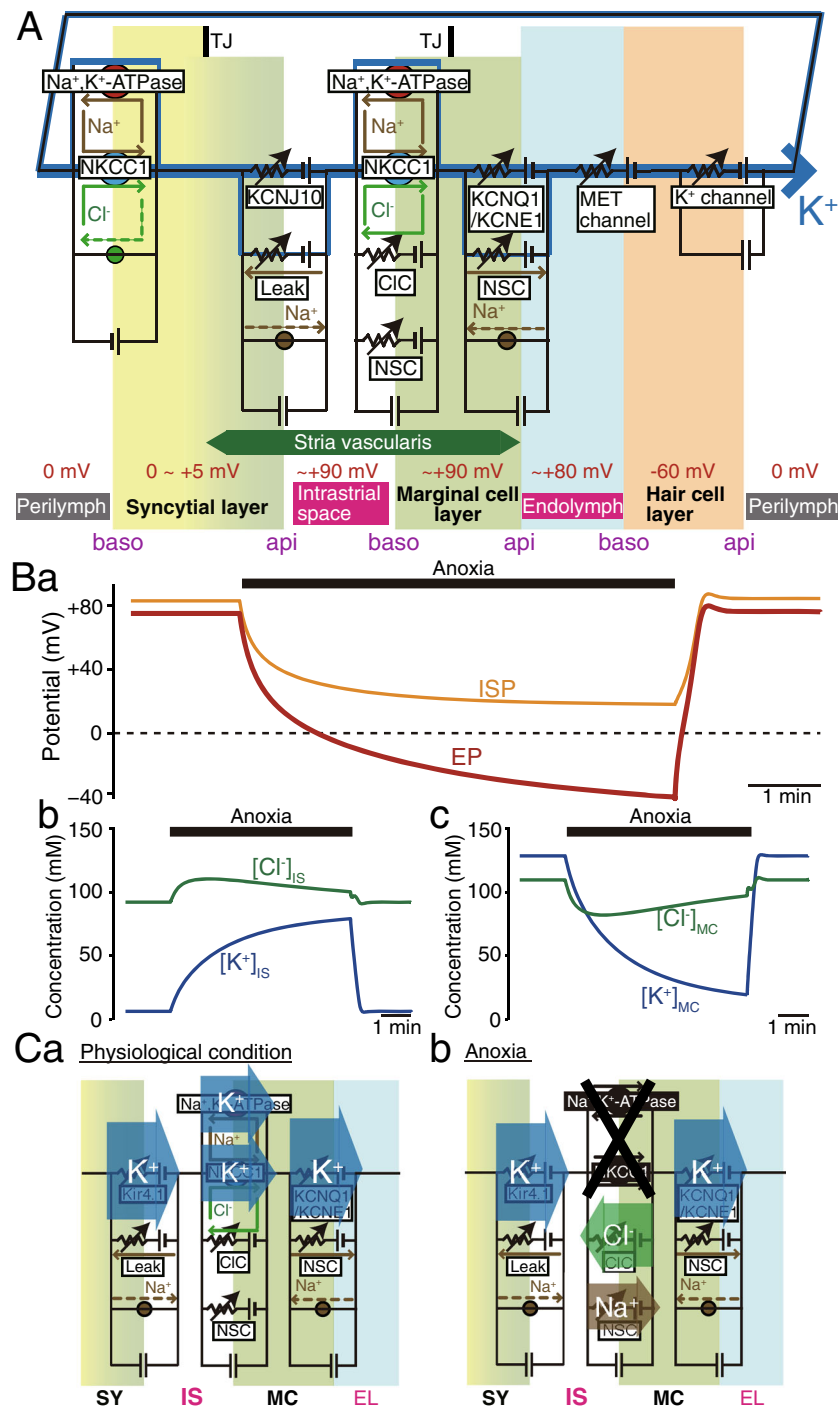 A
TJ
TJ
Na⁺,K⁺-ATPase
Na⁺,K⁺-ATPase
Na⁺
Na⁺
NKCC1
NKCC1
KCNJ10
KCNQ1
/KCNE1
MET
channel
K⁺ channel
K⁺
Cl⁻
Cl⁻
Leak
ClC
NSC
Na⁺
NSC
Stria vascularis
0 mV
0 ~ +5 mV
~+90 mV
~+90 mV
~+80 mV
-60 mV
0 mV
Perilymph
Syncytial layer
Intrastrial
space
Marginal cell
layer
Endolymph
Hair cell
layer
Perilymph
baso
api
baso
api
baso
api
Ba
Anoxia
Potential (mV)
+80
+40
0
−40
ISP
EP
1 min
b
Anoxia
Concentration (mM)
150
100
50
0
[Cl⁻]IS
[K⁺]IS
1 min
c
Anoxia
Concentration (mM)
150
100
50
0
[Cl⁻]MC
[K⁺]MC
1 min
Ca
Physiological condition
Na⁺,K⁺-ATPase
K⁺
Na⁺
K⁺
NKCC1
K⁺
K⁺
Kir4.1
KCNQ1
/KCNE1
Cl⁻
Leak
ClC
NSC
Na⁺
NSC
SY
IS
MC
EL
b
Anoxia
Na⁺,K⁺-ATPase
NKCC1
K⁺
K⁺
Kir4.1
KCNQ1
/KCNE1
Cl⁻
ClC
Leak
NSC
Na⁺
Na⁺
NSC
SY
IS
MC
EL